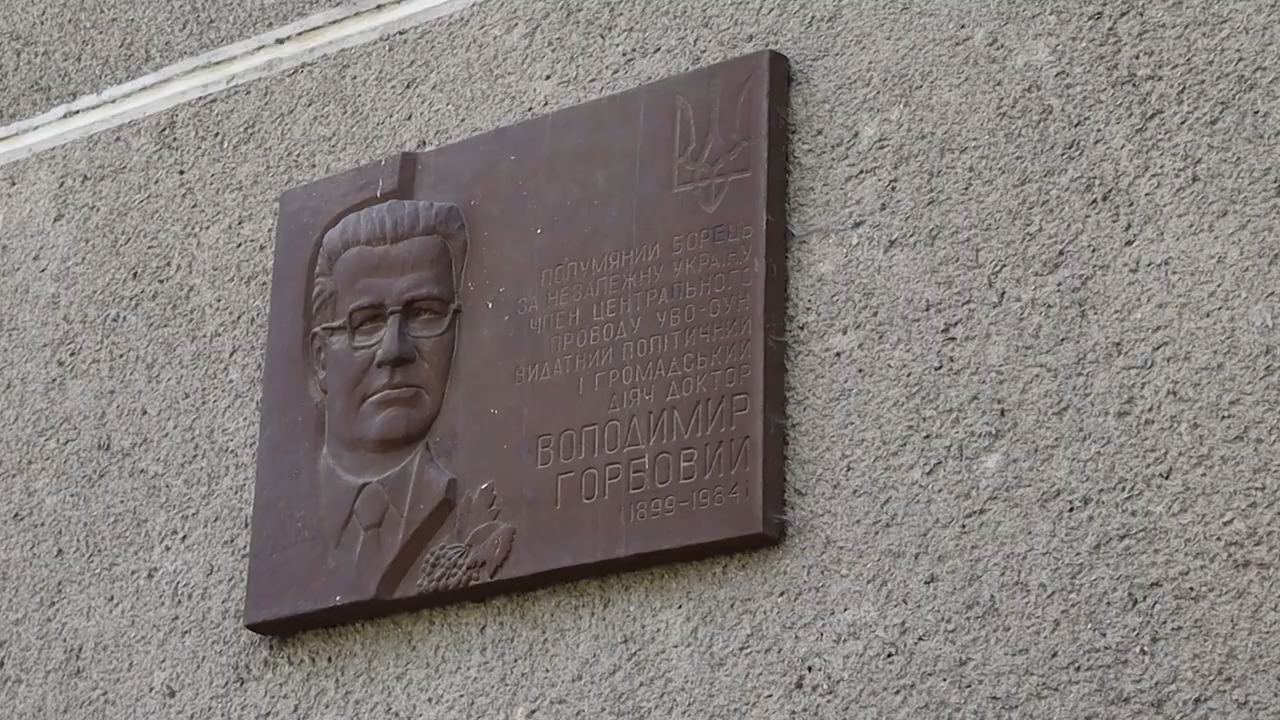 ПОЛУМЯНИЙ БОРЕЦЬ
ЗА НЕЗАЛЕЖНУ УКРАЇНУ
ЧЛЕН ЦЕНТРАЛЬНОГО
ПРОВОДУ УВО-ОУН
ВИДАТНИЙ ПОЛІТИЧНИЙ
І ГРОМАДСЬКИЙ
ДІЯЧ ДОКТОР
ВОЛОДИМИР
ГОРБОВИЙ
(1899-1984)